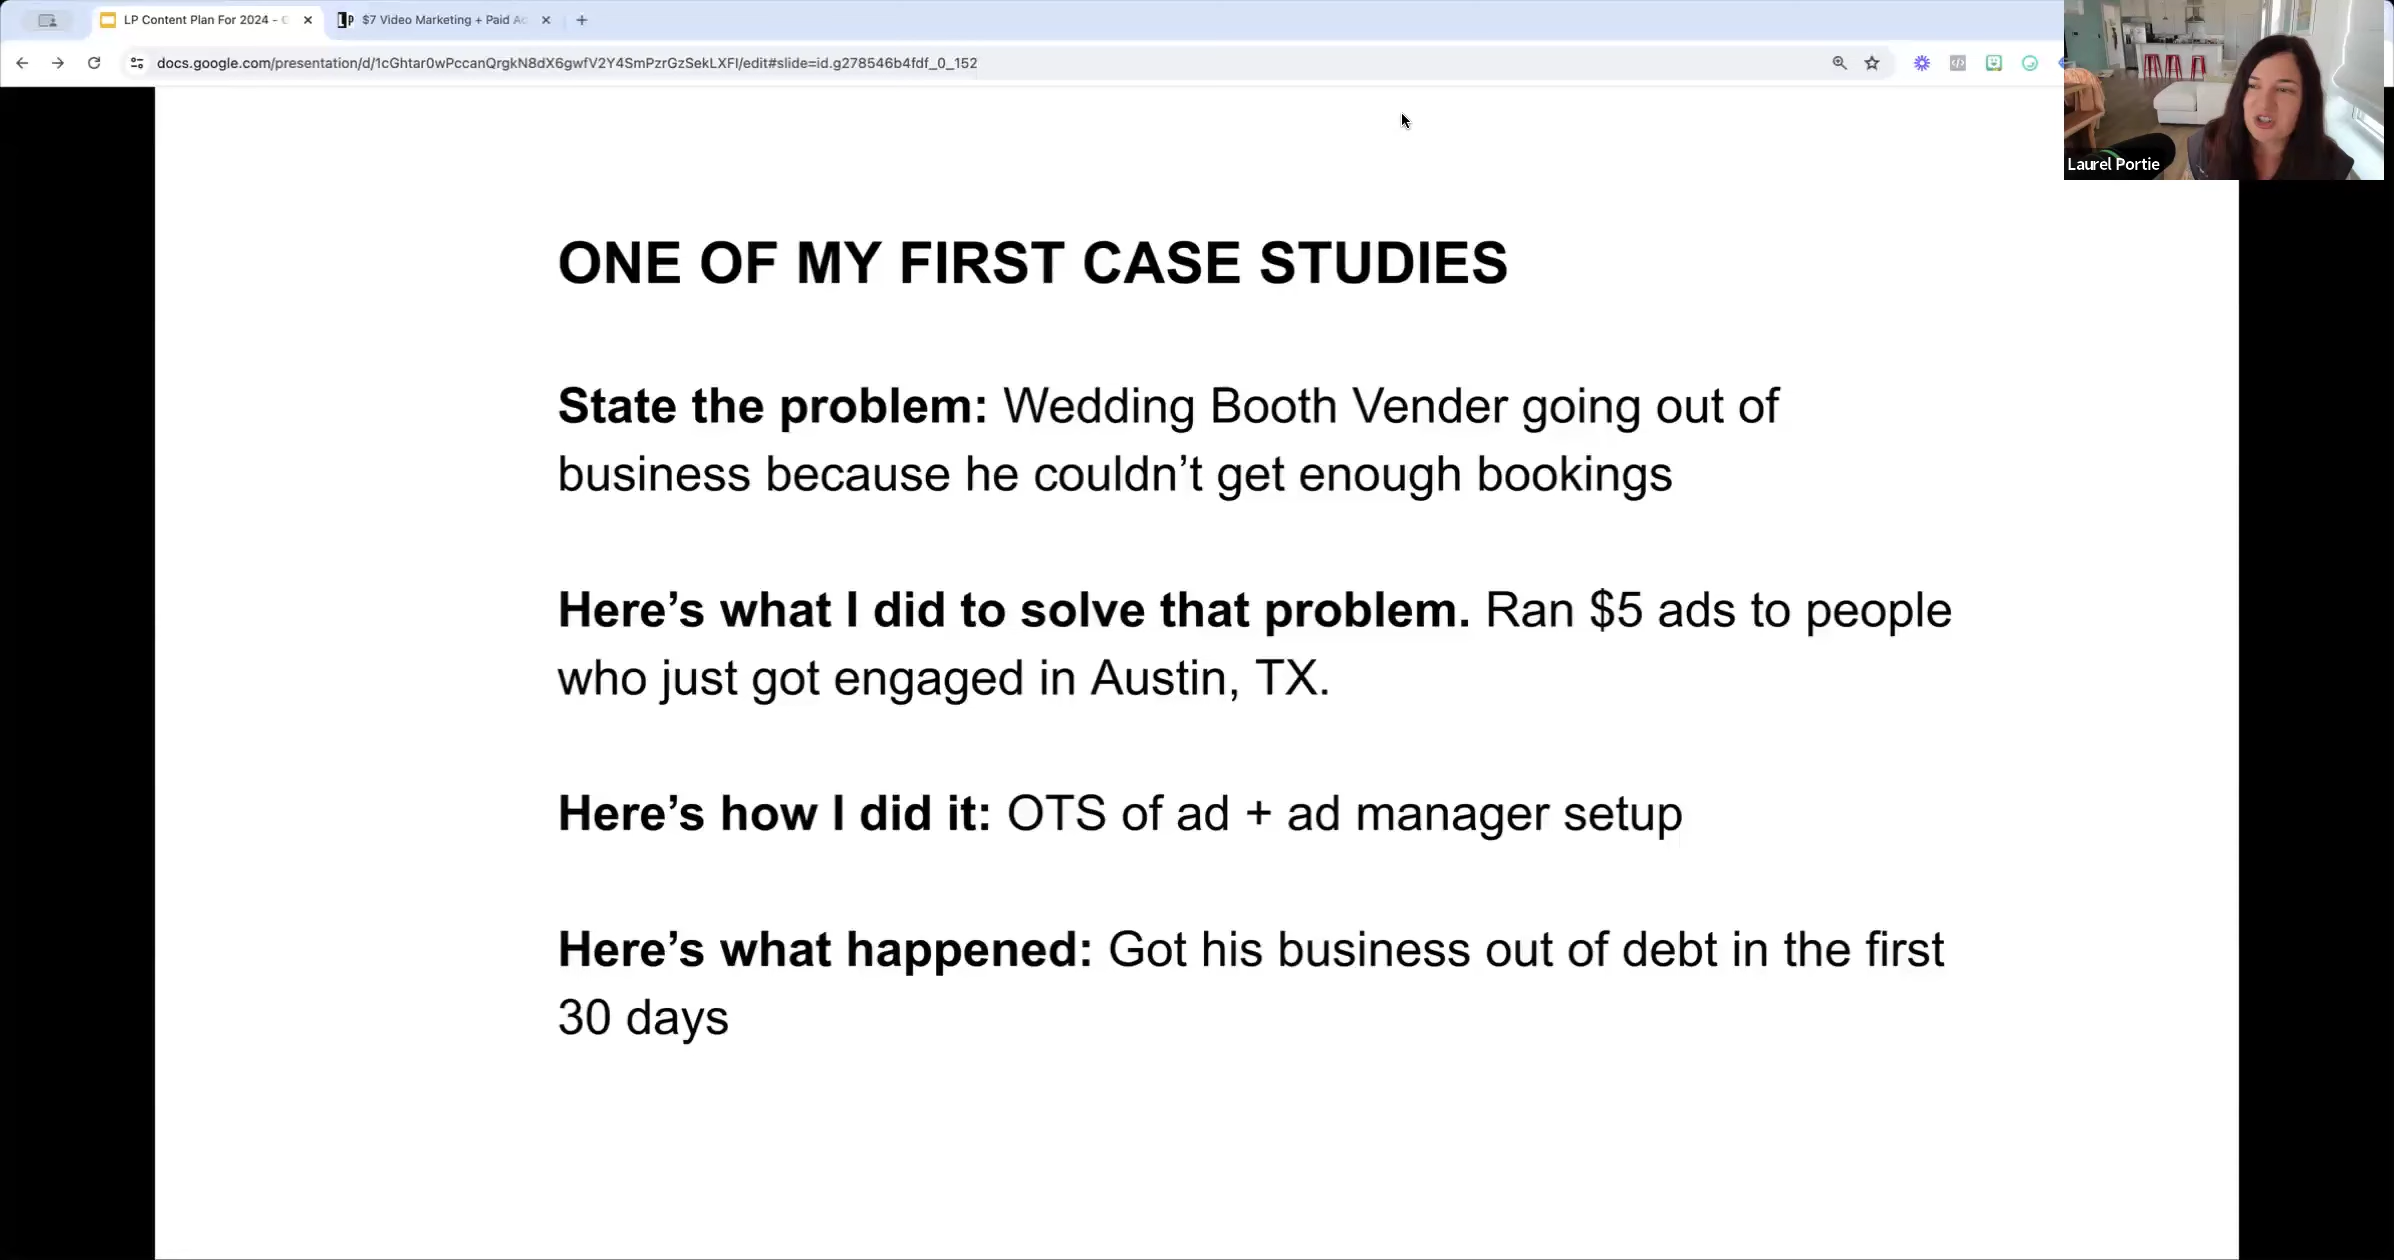 LP Content Plan For 2024 -
$7 Video Marketing + Paid
docs.google.com/presentation/d/1cGhtar0wPccanQrgkN8dX6gwfV2Y4SmPzrGzSekLXFI/edit#slide=id.g278546b4fdf_0_152
Laurel Portie
ONE OF MY FIRST CASE STUDIES
State the problem: Wedding Booth Vender going out of
business because he couldn’t get enough bookings
Here’s what I did to solve that problem. Ran $5 ads to people
who just got engaged in Austin, TX.
Here’s how I did it: OTS of ad + ad manager setup
Here’s what happened: Got his business out of debt in the first
30 days